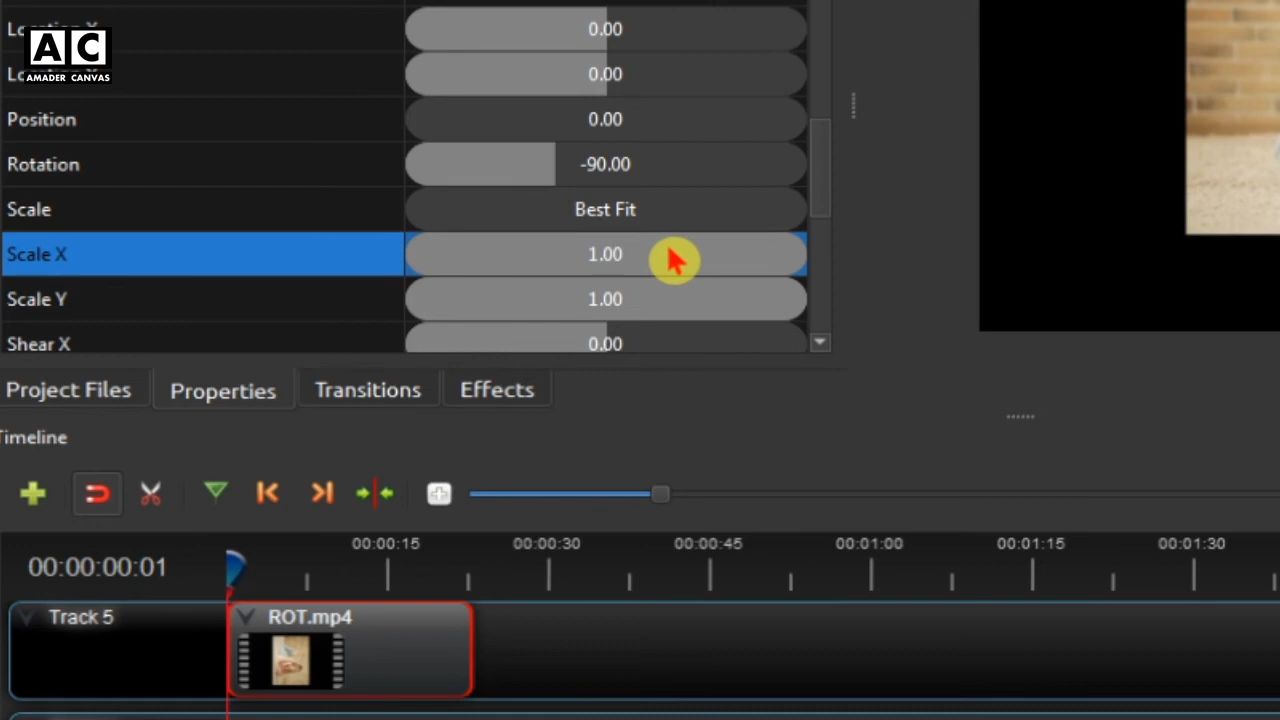 Location X 0.00
AC
AMADER CANVAS
Location Y 0.00
Position 0.00
Rotation -90.00
Scale Best Fit
Scale X 1.00
Scale Y 1.00
Shear X 0.00
Project Files Properties Transitions Effects
Timeline
00:00:15 00:00:30 00:00:45 00:01:00 00:01:15 00:01:30
00:00:00:01
Track 5 ROT.mp4